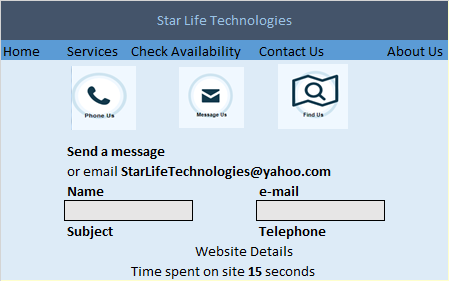 Star Life Technologies
Home Services Check Availability Contact Us About Us
Phone Us Message Us Find Us
Send a message
or email StarLifeTechnologies@yahoo.com
Name e-mail
Subject Telephone
Website Details
Time spent on site 15 seconds